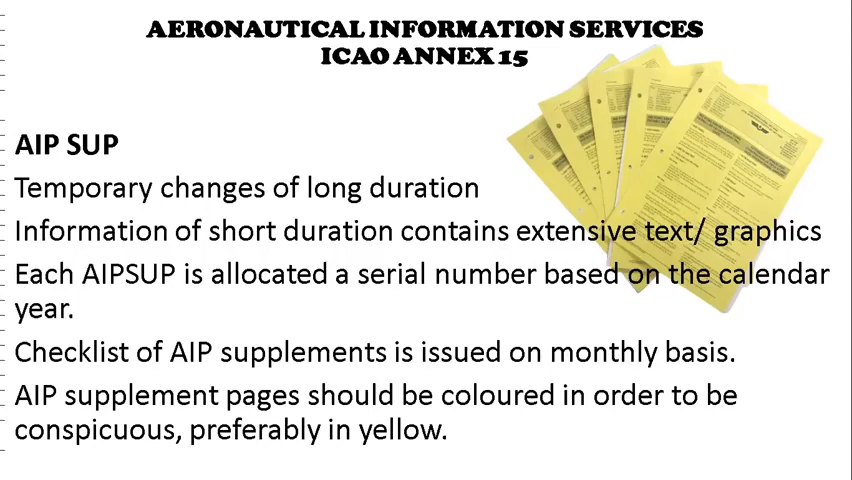 AERONAUTICAL INFORMATION SERVICES
ICAO ANNEX 15
AIP SUP
Temporary changes of long duration
Information of short duration contains extensive text/ graphics
Each AIPSUP is allocated a serial number based on the calendar
year.
Checklist of AIP supplements is issued on monthly basis.
AIP supplement pages should be coloured in order to be
conspicuous, preferably in yellow.